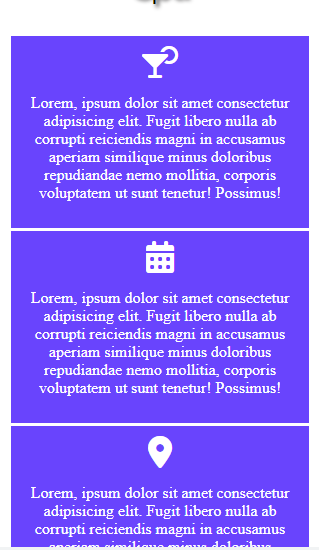 Lorem, ipsum dolor sit amet consectetur
adipisicing elit. Fugit libero nulla ab
corrupti reiciendis magni in accusamus
aperiam similique minus doloribus
repudiandae nemo mollitia, corporis
voluptatem ut sunt tenetur! Possimus!
Lorem, ipsum dolor sit amet consectetur
adipisicing elit. Fugit libero nulla ab
corrupti reiciendis magni in accusamus
aperiam similique minus doloribus
repudiandae nemo mollitia, corporis
voluptatem ut sunt tenetur! Possimus!
Lorem, ipsum dolor sit amet consectetur
adipisicing elit. Fugit libero nulla ab
corrupti reiciendis magni in accusamus
aperiam similique minus doloribus